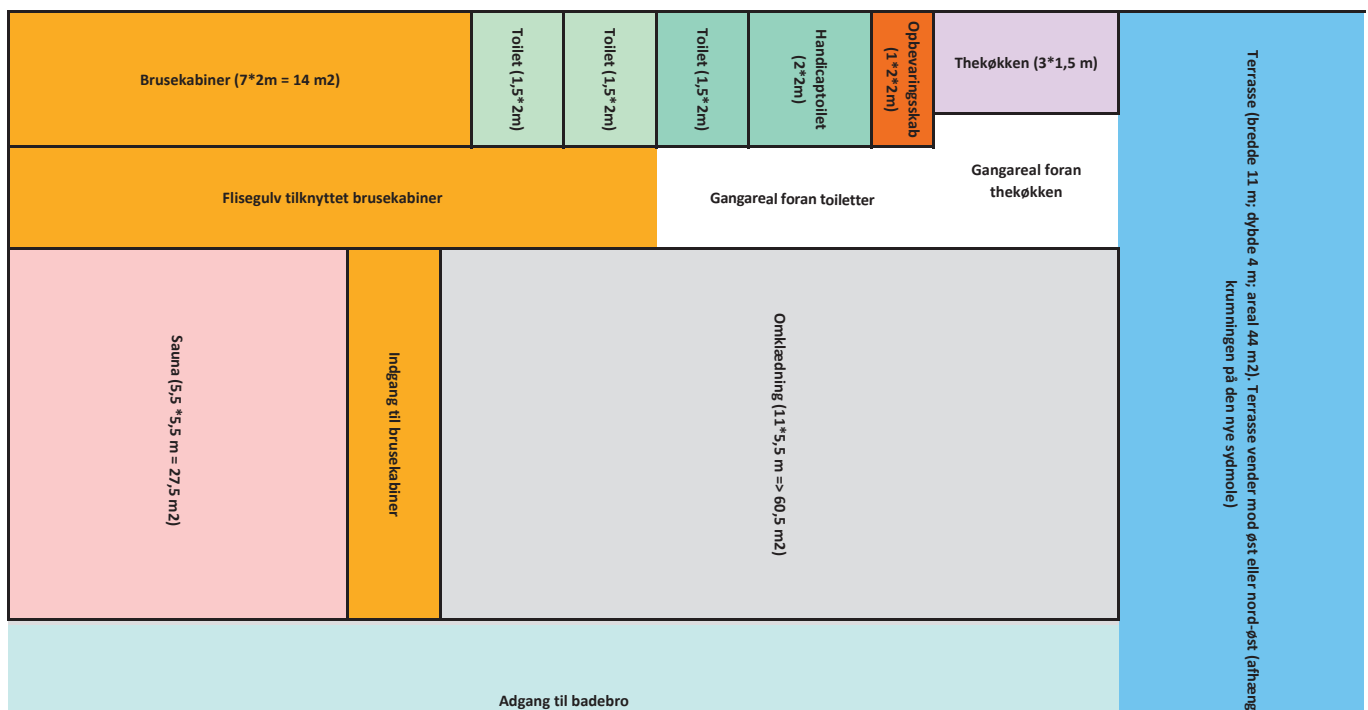 Brusekabiner (7*2m = 14 m2)
Toilet (1,5*2m)
Toilet (1,5*2m)
Toilet (1,5*2m)
Handicaptoilet
(2*2m)
Opbevaringsskab
(1*2*2m)
Thekøkken (3*1,5 m)
Flisegulv tilknyttet brusekabiner
Gangareal foran toiletter
Gangareal foran
thekøkken
Sauna (5,5 *5,5 m = 27,5 m2)
Indgang til brusekabiner
Omklædning (11*5,5 m => 60,5 m2)
Terrasse (bredde 11 m; dybde 4 m; areal 44 m2). Terrasse vender mod øst eller nord-øst (afhæng
krumningen på den nye sydmole)
Adgang til badebro